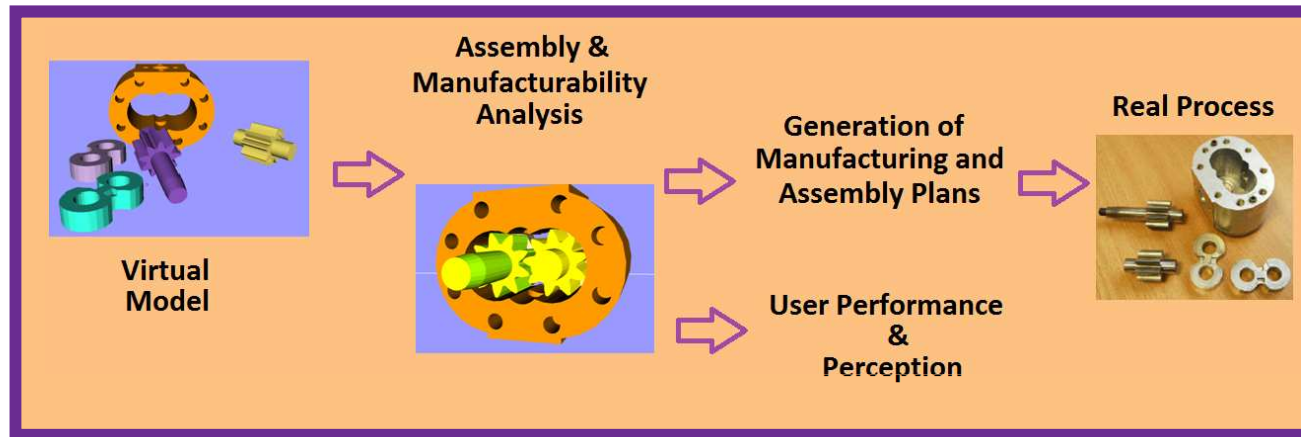 Virtual
Model
Assembly &
Manufacturability
Analysis
Generation of
Manufacturing and
Assembly Plans
User Performance
&
Perception
Real Process